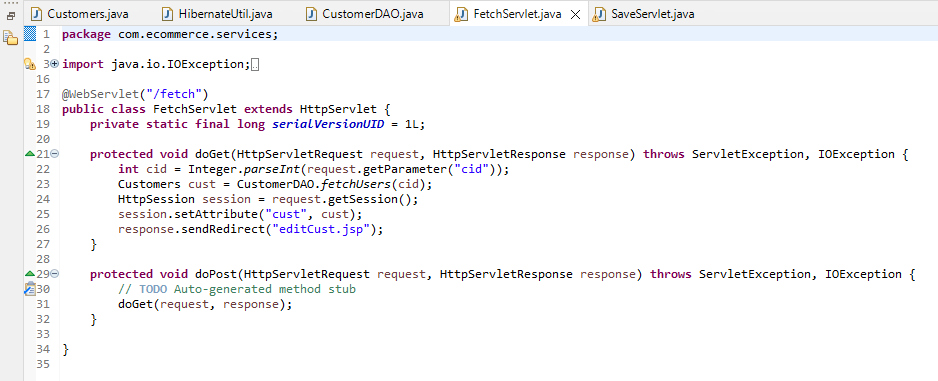 Customers.java HibernateUtil.java CustomerDAO.java FetchServlet.java SaveServlet.java
1 package com.ecommerce.services;
2
3 import java.io.IOException;
16
17 @WebServlet("/fetch")
18 public class FetchServlet extends HttpServlet {
19 private static final long serialVersionUID = 1L;
20
21 protected void doGet(HttpServletRequest request, HttpServletResponse response) throws ServletException, IOException {
22 int cid = Integer.parseInt(request.getParameter("cid"));
23 Customers cust = CustomerDAO.fetchUsers(cid);
24 HttpSession session = request.getSession();
25 session.setAttribute("cust", cust);
26 response.sendRedirect("editCust.jsp");
27 }
28
29 protected void doPost(HttpServletRequest request, HttpServletResponse response) throws ServletException, IOException {
30 // TODO Auto-generated method stub
31 doGet(request, response);
32 }
33
34 }
35